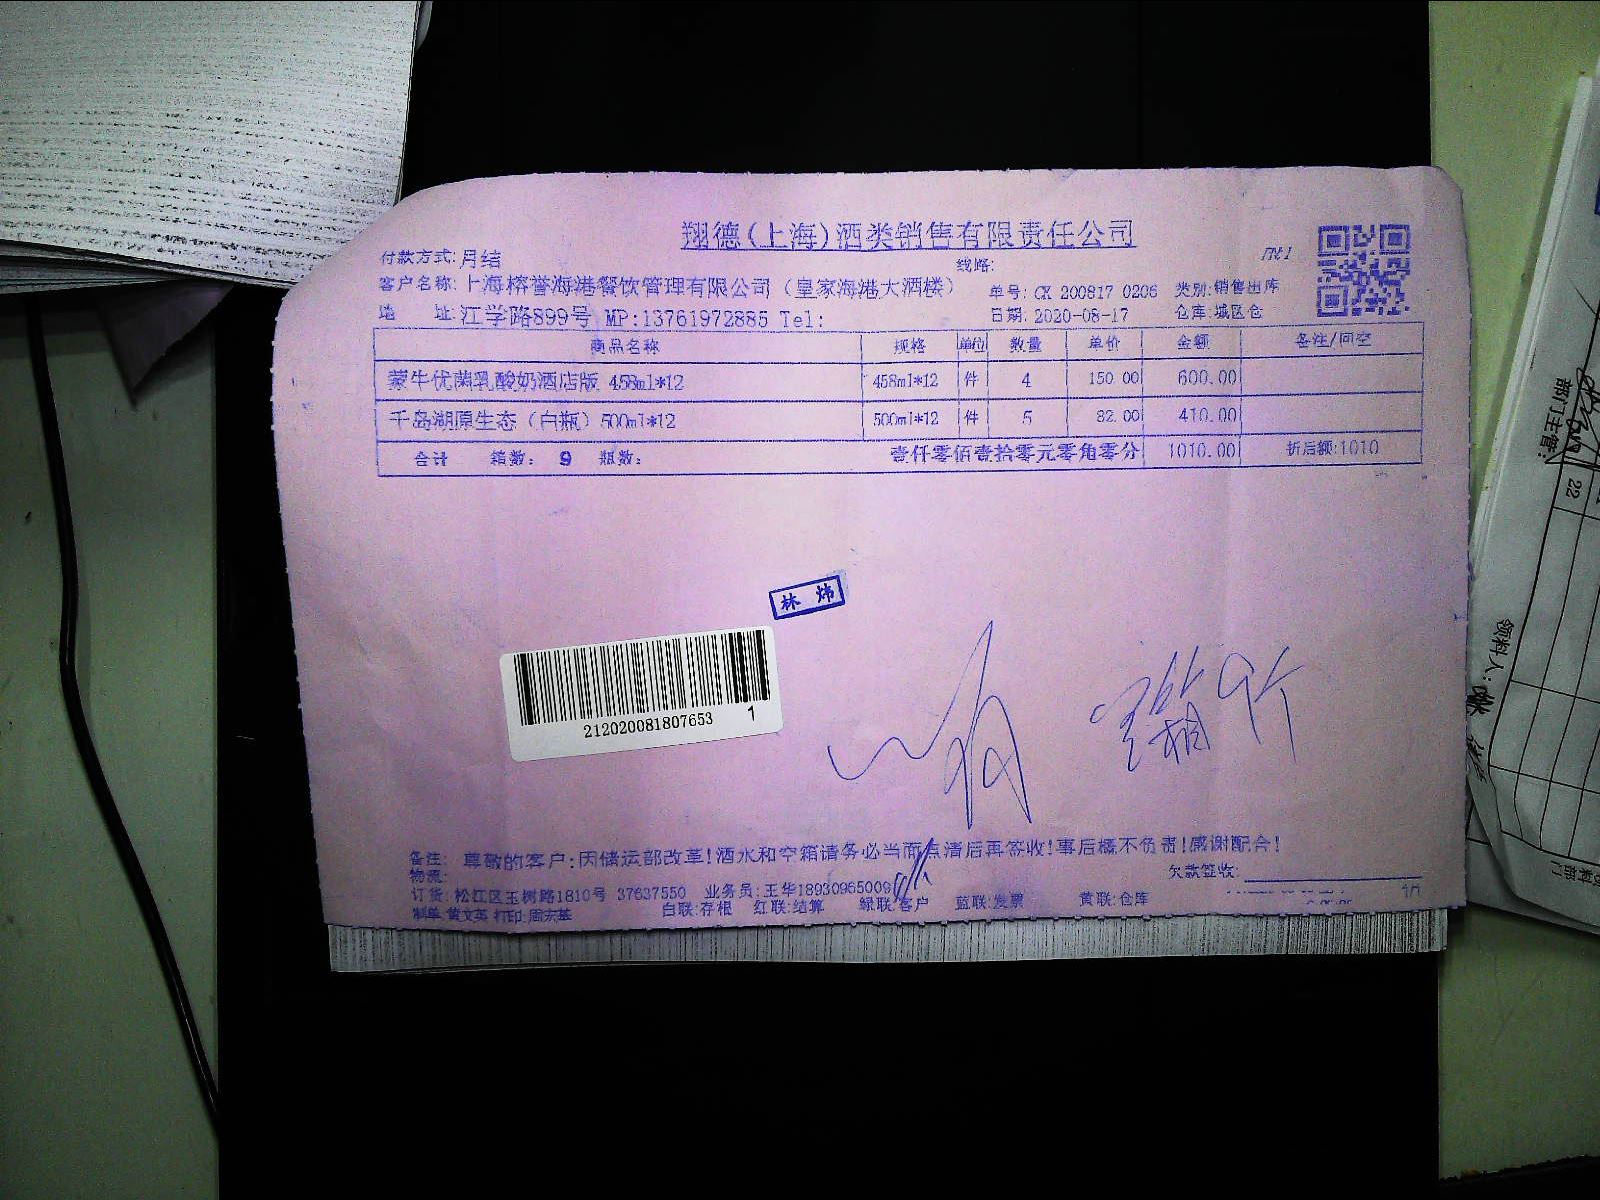 翔德(上海)酒类销售有限责任公司
付款方式:月结 线路:
客户名称:上海榕誉海港餐饮管理有限公司(皇家海港大酒楼) 单号:CK 200817 0206 类别:销售出库
地 址:江学路899号 MP:13761972885 Tel: 日期:2020-08-17 仓库:城区仓
商品名称 规格 单位 数量 单价 金额 备注/回空
蒙牛优菌乳酸奶酒店版 458ml*12 458ml*12 件 4 150.00 600.00
千岛湖原生态(白瓶)500ml*12 500ml*12 件 5 82.00 410.00
合计 箱数: 9 瓶数: 壹仟零佰壹拾零元零角零分 1010.00 折后额:1010
林 炜
212020081807653 1
备注: 尊敬的客户:因储运部改革!酒水和空箱请务必当面点清后再签收!事后概不负责!感谢配合!
物流:
欠款签收:
订货:松江区玉树路1810号 37637550 业务员:王华18930965009
制单:黄文英 打印:周宏基 白联:存根 红联:结算 绿联:客户 蓝联:发票 黄联:仓库
1/1
部门主管:
22
领料人: